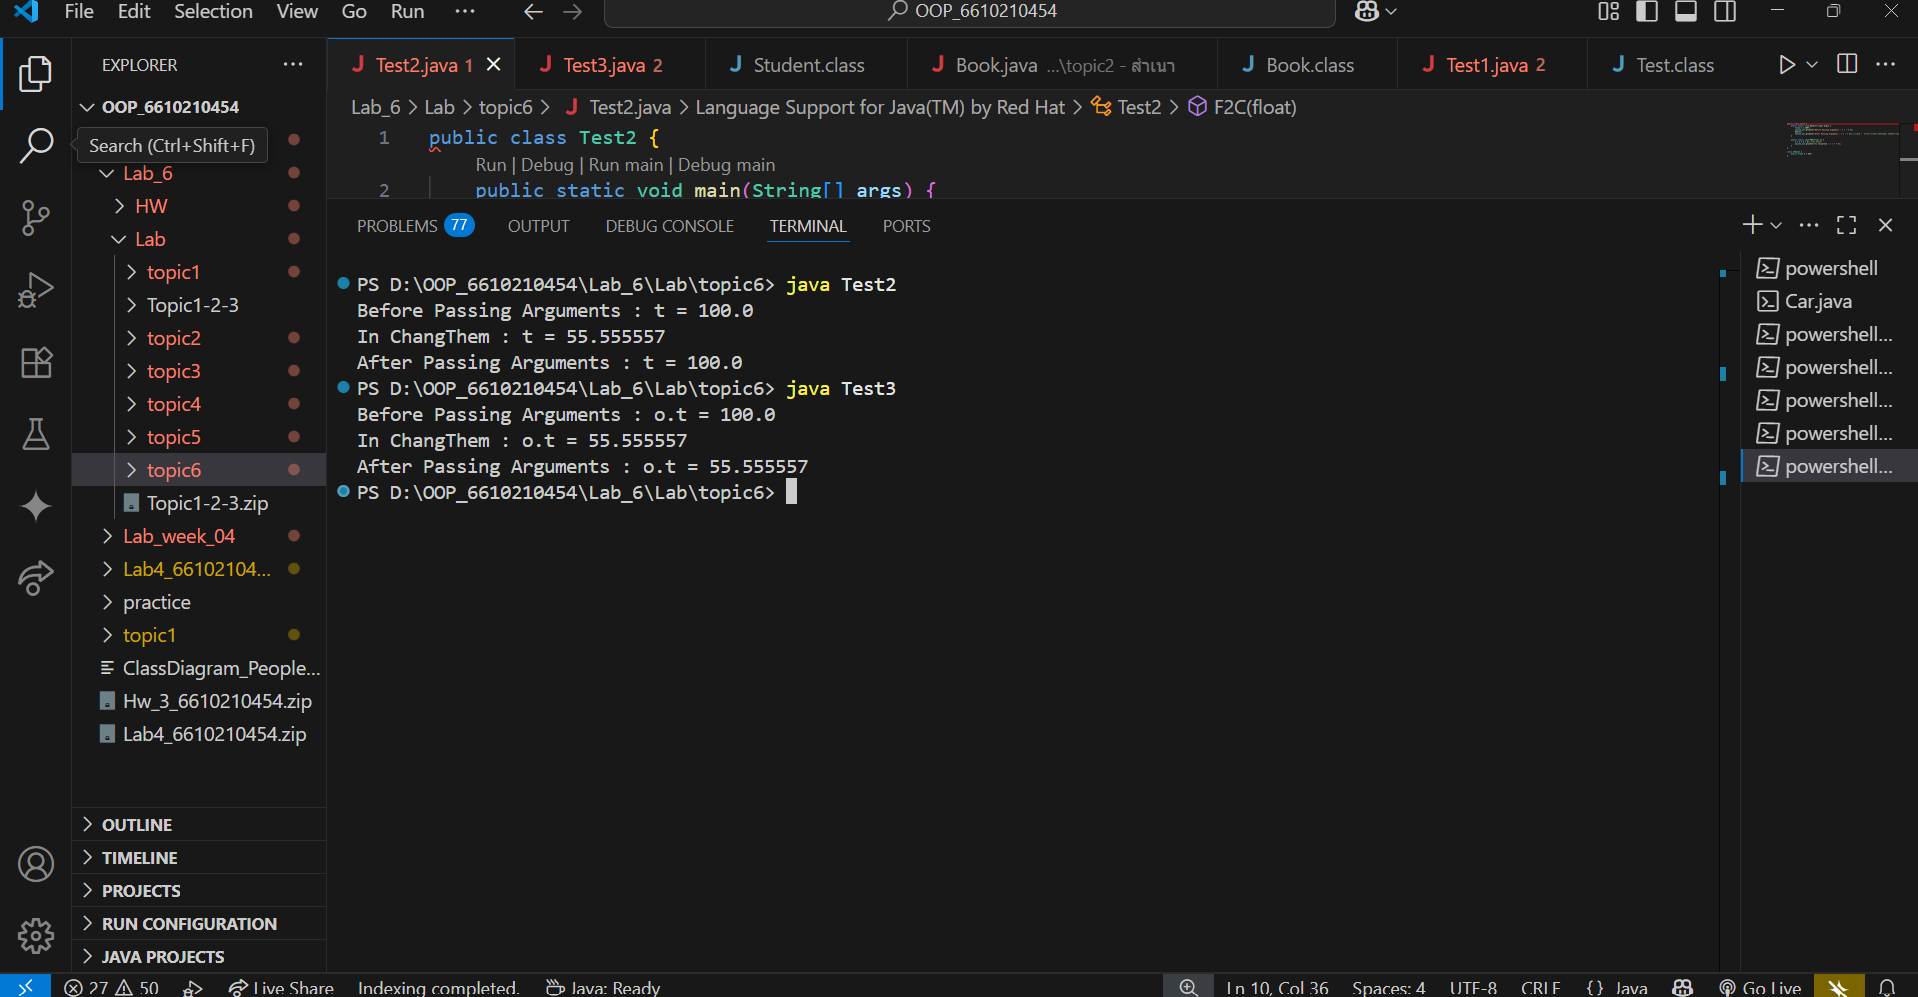 File Edit Selection View Go Run ··· OOP_6610210454
EXPLORER ···
Test2.java 1
Test3.java 2
Student.class
Book.java ...\topic2 - สำเนา
Book.class
Test1.java 2
Test.class
OOP_6610210454
Search (Ctrl+Shift+F)
Lab_6
HW
Lab
topic1
Topic1-2-3
topic2
topic3
topic4
topic5
topic6
Topic1-2-3.zip
Lab_week_04
Lab4_66102104...
practice
topic1
ClassDiagram_People...
Hw_3_6610210454.zip
Lab4_6610210454.zip
OUTLINE
TIMELINE
PROJECTS
RUN CONFIGURATION
JAVA PROJECTS
Lab_6 > Lab > topic6 > Test2.java > Language Support for Java(TM) by Red Hat > Test2 > F2C(float)
1 public class Test2 {
Run | Debug | Run main | Debug main
2 public static void main(String[] args) {
PROBLEMS 77 OUTPUT DEBUG CONSOLE TERMINAL PORTS
PS D:\OOP_6610210454\Lab_6\Lab\topic6> java Test2
Before Passing Arguments : t = 100.0
In ChangThem : t = 55.555557
After Passing Arguments : t = 100.0
PS D:\OOP_6610210454\Lab_6\Lab\topic6> java Test3
Before Passing Arguments : o.t = 100.0
In ChangThem : o.t = 55.555557
After Passing Arguments : o.t = 55.555557
PS D:\OOP_6610210454\Lab_6\Lab\topic6>
powershell
Car.java
powershell...
powershell...
powershell...
powershell...
powershell...
27 50 Live Share Indexing completed. Java: Ready Ln 10, Col 36 Spaces: 4 UTF-8 CRLF {} Java Go Live